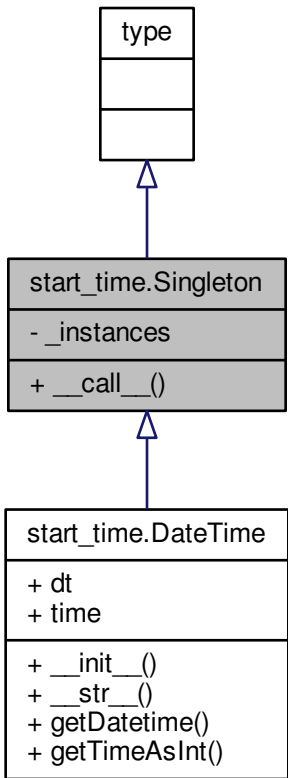 type
start_time.Singleton
- _instances
+ __call__()
start_time.DateTime
+ dt
+ time
+ __init__()
+ __str__()
+ getDatetime()
+ getTimeAsInt()